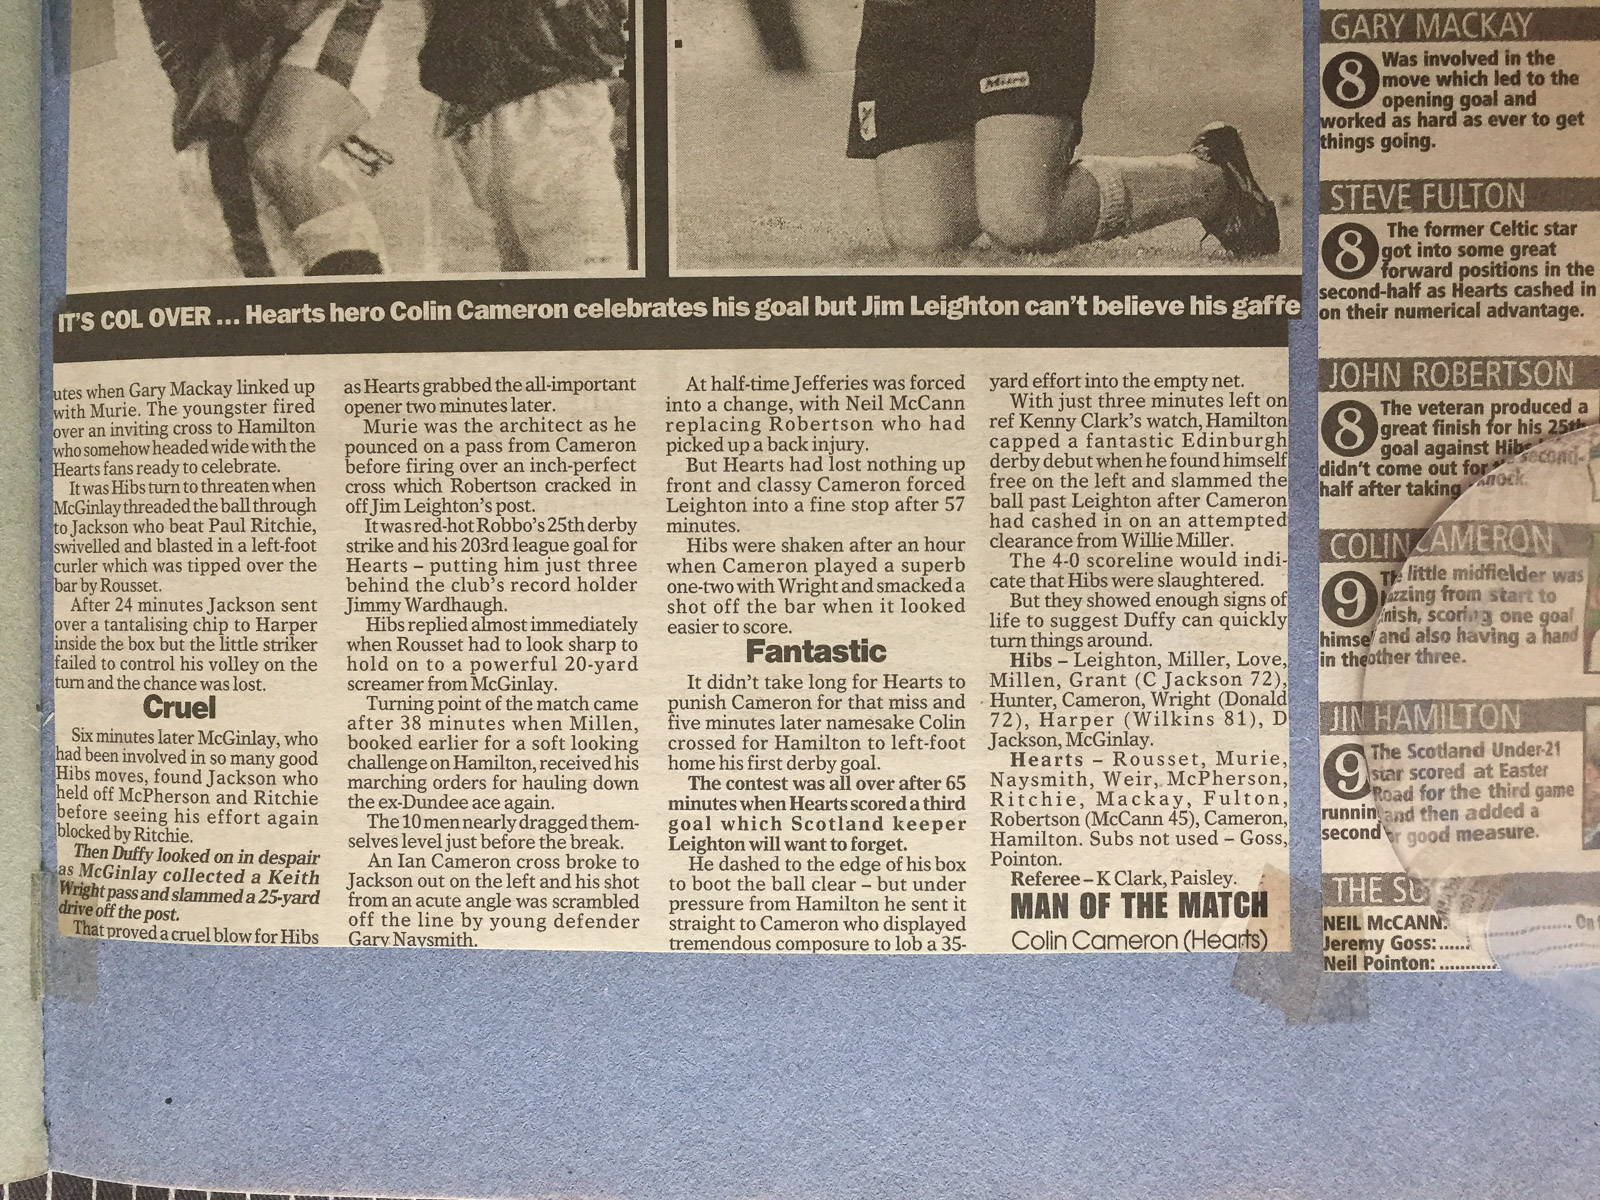 IT'S COL OVER ... Hearts hero Colin Cameron celebrates his goal but Jim Leighton can't believe his gaffe
utes when Gary Mackay linked up
with Murie. The youngster fired
over an inviting cross to Hamilton
who somehow headed wide with the
Hearts fans ready to celebrate.
It was Hibs turn to threaten when
McGinlay threaded the ball through
to Jackson who beat Paul Ritchie,
swivelled and blasted in a left-foot
curler which was tipped over the
bar by Rousset.
After 24 minutes Jackson sent
over a tantalising chip to Harper
inside the box but the little striker
failed to control his volley on the
turn and the chance was lost.
Cruel
Six minutes later McGinlay, who
had been involved in so many good
Hibs moves, found Jackson who
held off McPherson and Ritchie
before seeing his effort again
blocked by Ritchie.
Then Duffy looked on in despair
as McGinlay collected a Keith
Wright pass and slammed a 25-yard
drive off the post.
That proved a cruel blow for Hibs
as Hearts grabbed the all-important
opener two minutes later.
Murie was the architect as he
pounced on a pass from Cameron
before firing over an inch-perfect
cross which Robertson cracked in
off Jim Leighton's post.
It was red-hot Robbo's 25th derby
strike and his 203rd league goal for
Hearts – putting him just three
behind the club's record holder
Jimmy Wardhaugh.
Hibs replied almost immediately
when Rousset had to look sharp to
hold on to a powerful 20-yard
screamer from McGinlay.
Turning point of the match came
after 38 minutes when Millen,
booked earlier for a soft looking
challenge on Hamilton, received his
marching orders for hauling down
the ex-Dundee ace again.
The 10 men nearly dragged them-
selves level just before the break.
An Ian Cameron cross broke to
Jackson out on the left and his shot
from an acute angle was scrambled
off the line by young defender
Gary Naysmith.
At half-time Jefferies was forced
into a change, with Neil McCann
replacing Robertson who had
picked up a back injury.
But Hearts had lost nothing up
front and classy Cameron forced
Leighton into a fine stop after 57
minutes.
Hibs were shaken after an hour
when Cameron played a superb
one-two with Wright and smacked a
shot off the bar when it looked
easier to score.
Fantastic
It didn't take long for Hearts to
punish Cameron for that miss and
five minutes later namesake Colin
crossed for Hamilton to left-foot
home his first derby goal.
The contest was all over after 65
minutes when Hearts scored a third
goal which Scotland keeper
Leighton will want to forget.
He dashed to the edge of his box
to boot the ball clear – but under
pressure from Hamilton he sent it
straight to Cameron who displayed
tremendous composure to lob a 35-
yard effort into the empty net.
With just three minutes left on
ref Kenny Clark's watch, Hamilton
capped a fantastic Edinburgh
derby debut when he found himself
free on the left and slammed the
ball past Leighton after Cameron
had cashed in on an attempted
clearance from Willie Miller.
The 4-0 scoreline would indi-
cate that Hibs were slaughtered.
But they showed enough signs of
life to suggest Duffy can quickly
turn things around.
Hibs – Leighton, Miller, Love,
Millen, Grant (C Jackson 72),
Hunter, Cameron, Wright (Donald
72), Harper (Wilkins 81), D
Jackson, McGinlay.
Hearts – Rousset, Murie,
Naysmith, Weir, McPherson,
Ritchie, Mackay, Fulton,
Robertson (McCann 45), Cameron,
Hamilton. Subs not used – Goss,
Pointon.
Referee – K Clark, Paisley.
MAN OF THE MATCH
Colin Cameron (Hearts)
GARY MACKAY
8 Was involved in the
move which led to the
opening goal and
worked as hard as ever to get
things going.
STEVE FULTON
8 The former Celtic star
got into some great
forward positions in the
second-half as Hearts cashed in
on their numerical advantage.
JOHN ROBERTSON
8 The veteran produced a
great finish for his 25th
goal against Hibs
didn't come out for second-
half after taking knock.
COLIN CAMERON
9 The little midfielder was
from start to
scoring one goal
himself and also having a hand
in the other three.
JIM HAMILTON
9 The Scotland Under-21
star scored at Easter
Road for the third game
and then added a
second for good measure.
THE
NEIL McCANN:
Jeremy Goss: ......
Neil Pointon: ...........